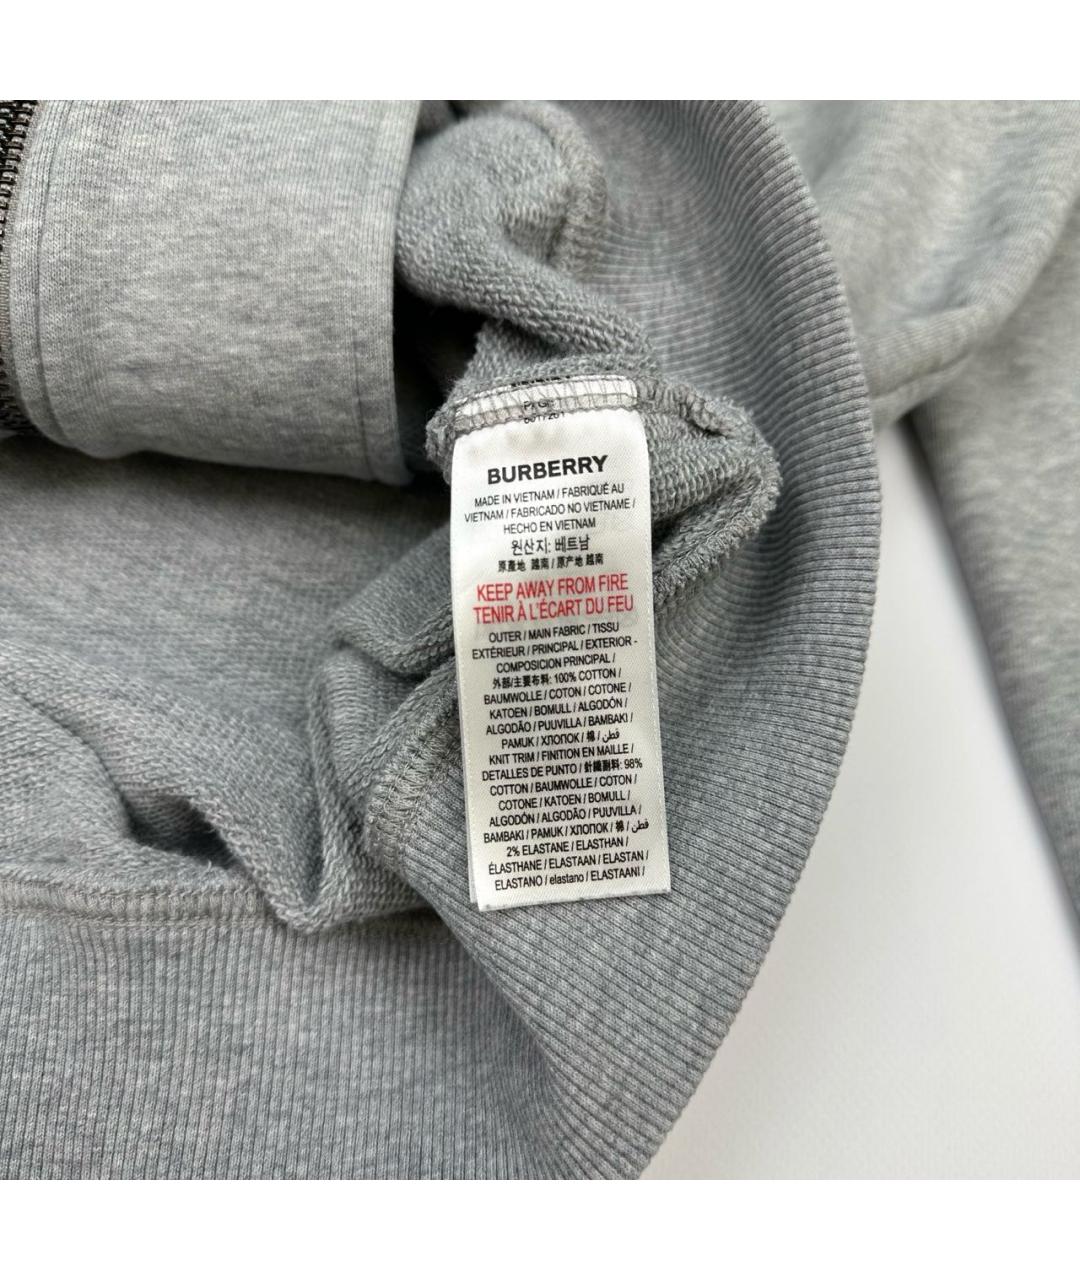 BURBERRY
MADE IN VIETNAM / FABRIQUÉ AU
VIETNAM / FABRICADO NO VIETNAME /
HECHO EN VIETNAM
원산지: 베트남
原產地 越南 / 原产地 越南
KEEP AWAY FROM FIRE
TENIR À L'ÉCART DU FEU
OUTER / MAIN FABRIC / TISSU
EXTÉRIEUR / PRINCIPAL / EXTERIOR -
COMPOSICION PRINCIPAL /
外部/主要布料: 100% COTTON /
BAUMWOLLE / COTON / COTONE /
KATOEN / BOMULL / ALGODÓN /
ALGODÃO / PUUVILLA / BAMBAKI /
PAMUK / ХЛОПОК / 棉 / قطن /
KNIT TRIM / FINITION EN MAILLE /
DETALLES DE PUNTO / 針織副料: 98%
COTTON / BAUMWOLLE / COTON /
COTONE / KATOEN / BOMULL /
ALGODÓN / ALGODÃO / PUUVILLA /
BAMBAKI / PAMUK / ХЛОПОК / 棉 / قطن /
2% ELASTANE / ELASTHAN /
ÉLASTHANE / ELASTAAN / ELASTAN /
ELASTANO / elastano / ELASTAANI /